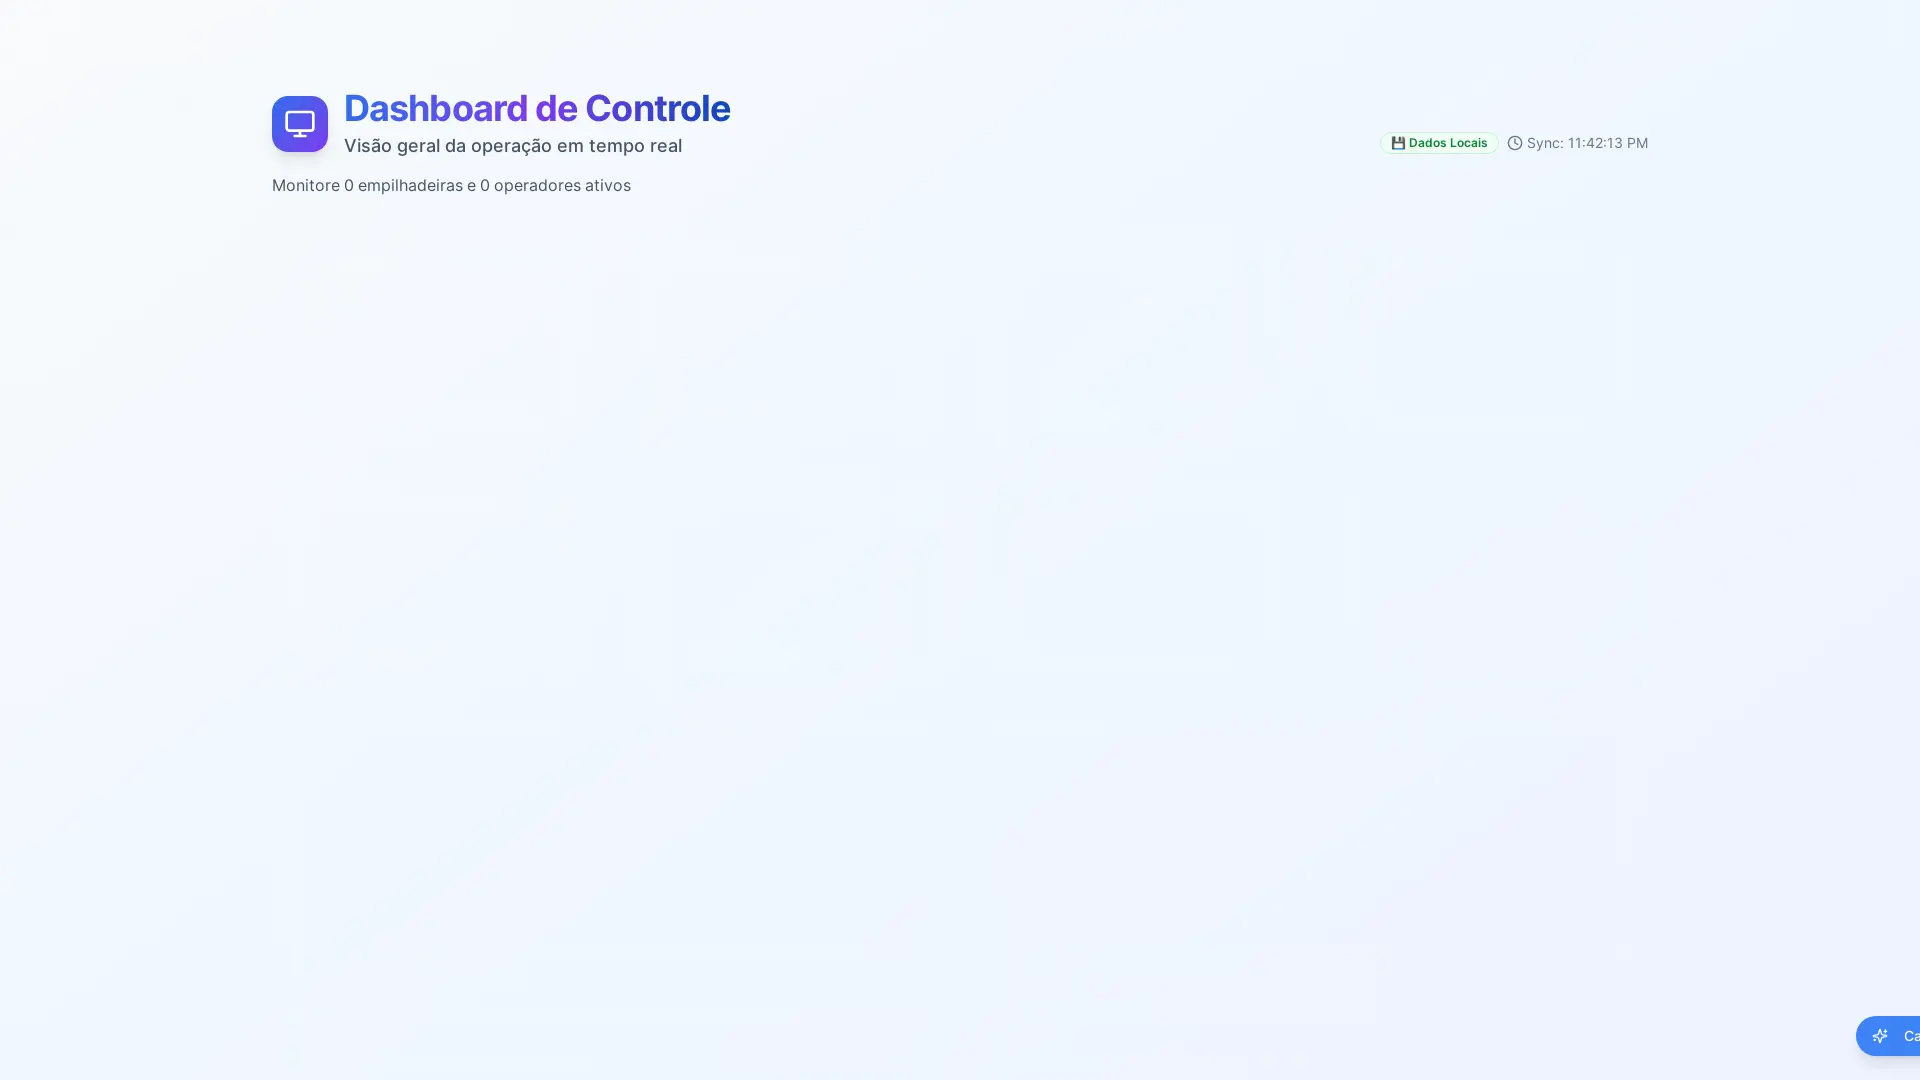 Dashboard de Controle
Visão geral da operação em tempo real
💾 Dados Locais
Sync: 11:42:13 PM
Monitore 0 empilhadeiras e 0 operadores ativos
Ca